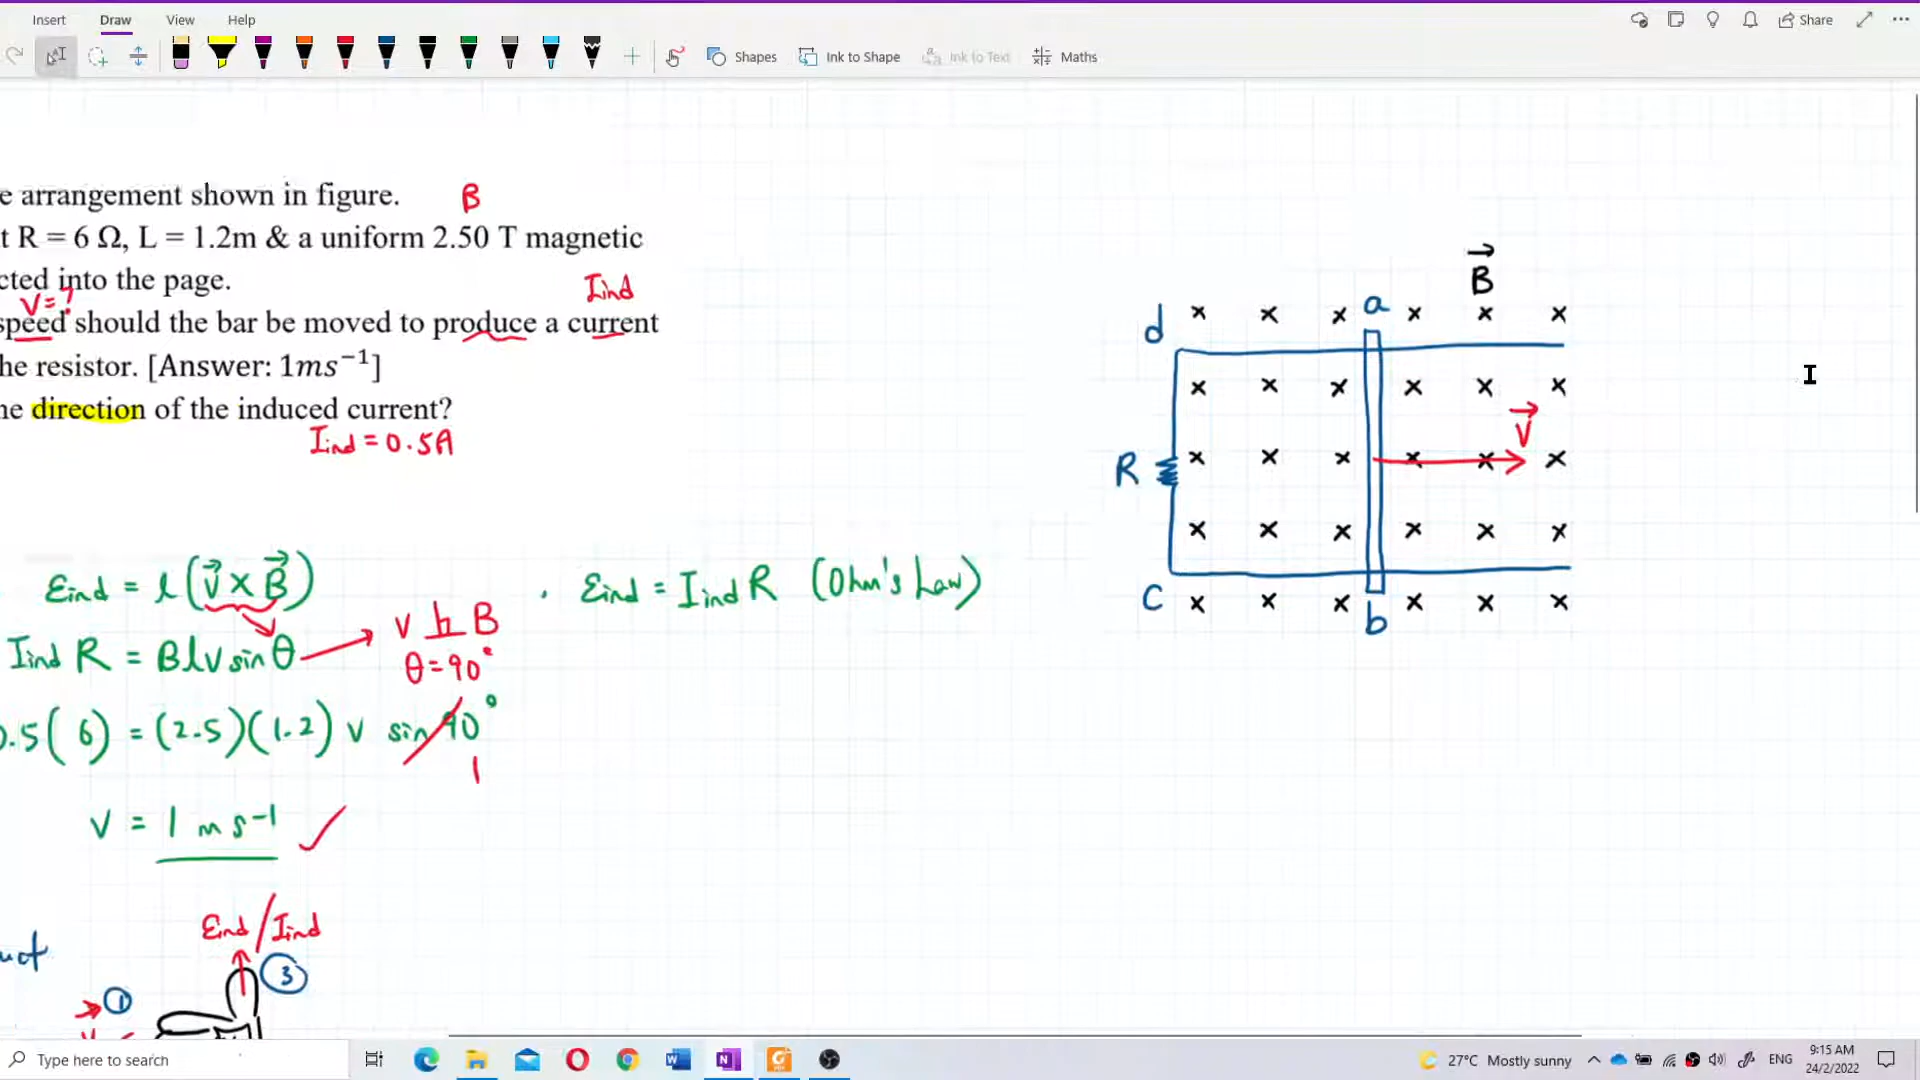 Insert Draw View Help
Share
Shapes Ink to Shape Ink to Text Maths
e arrangement shown in figure.
B
t R = 6 Ω, L = 1.2m & a uniform 2.50 T magnetic
cted into the page.
V = ?
Iind
speed should the bar be moved to produce a current
he resistor. [Answer: 1ms⁻¹]
ne direction of the induced current?
Iind = 0.5A
B
d
a
V
R
c
b
Eind = l (V × B)
. Eind = Iind R (Ohm's Law)
Iind R = Blv sin θ
v ⊥ B
θ = 90°
0.5 ( 6 ) = (2.5)(1.2) v sin 90°
1
v = 1 ms⁻¹
Eind / Iind
uct
3
1
Type here to search
27°C Mostly sunny
ENG
9:15 AM
24/2/2022